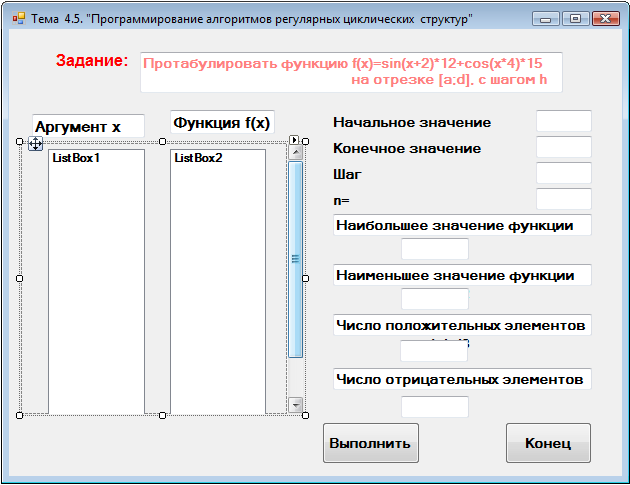 Тема 4.5. "Программирование алгоритмов регулярных циклических структур"
Задание:
Протабулировать функцию f(x)=sin(x+2)*12+cos(x*4)*15
на отрезке [a;d], с шагом h
Аргумент x
Функция f(x)
ListBox1
ListBox2
Начальное значение
Конечное значение
Шаг
n=
Наибольшее значение функции
Наименьшее значение функции
Число положительных элементов
Число отрицательных элементов
Выполнить
Конец